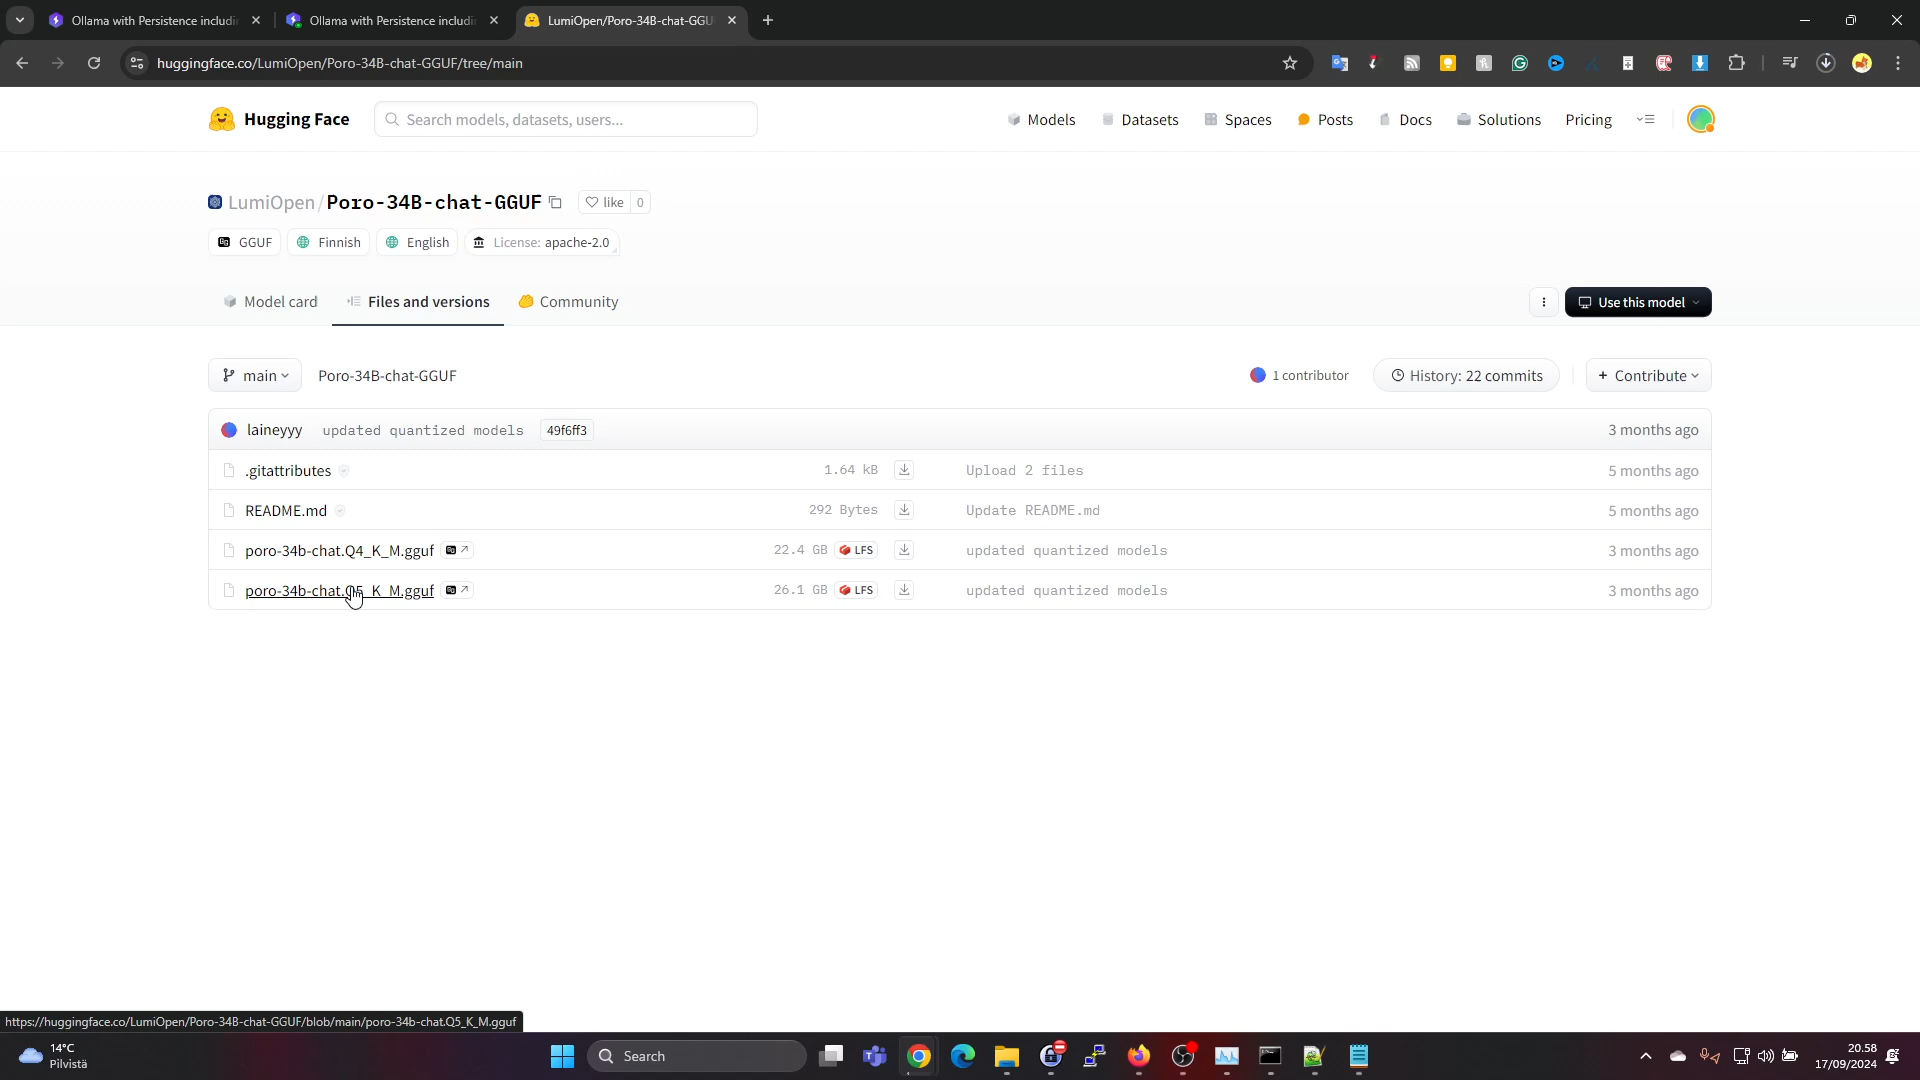 Ollama with Persistence includi
Ollama with Persistence includi
LumiOpen/Poro-34B-chat-GGU
huggingface.co/LumiOpen/Poro-34B-chat-GGUF/tree/main
Hugging Face
Search models, datasets, users...
Models
Datasets
Spaces
Posts
Docs
Solutions
Pricing
LumiOpen/Poro-34B-chat-GGUF
like 0
GGUF
Finnish
English
License: apache-2.0
Model card
Files and versions
Community
Use this model
main
Poro-34B-chat-GGUF
1 contributor
History: 22 commits
+ Contribute
laineyyy updated quantized models 49f6ff3 3 months ago
.gitattributes 1.64 kB Upload 2 files 5 months ago
README.md 292 Bytes Update README.md 5 months ago
poro-34b-chat.Q4_K_M.gguf 22.4 GB LFS updated quantized models 3 months ago
poro-34b-chat.Q5_K_M.gguf 26.1 GB LFS updated quantized models 3 months ago
https://huggingface.co/LumiOpen/Poro-34B-chat-GGUF/blob/main/poro-34b-chat.Q5_K_M.gguf
14°C
Pilvistä
Search
20.58
17/09/2024